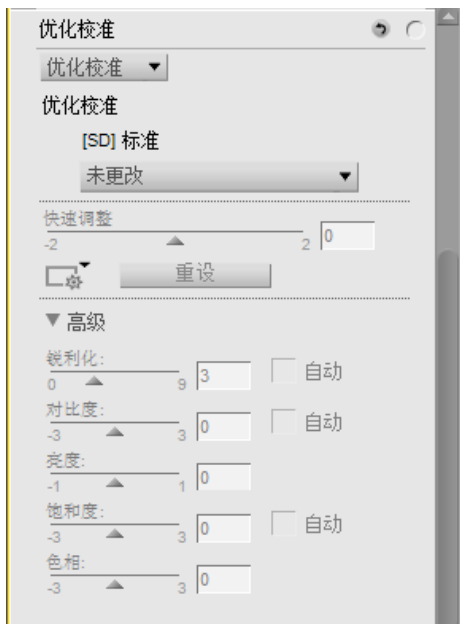 优化校准
优化校准
优化校准
[SD] 标准
未更改
快速调整
-2 2 0
重设
高级
锐利化:
0 9 3 自动
对比度:
-3 3 0 自动
亮度:
-1 1 0
饱和度:
-3 3 0 自动
色相:
-3 3 0